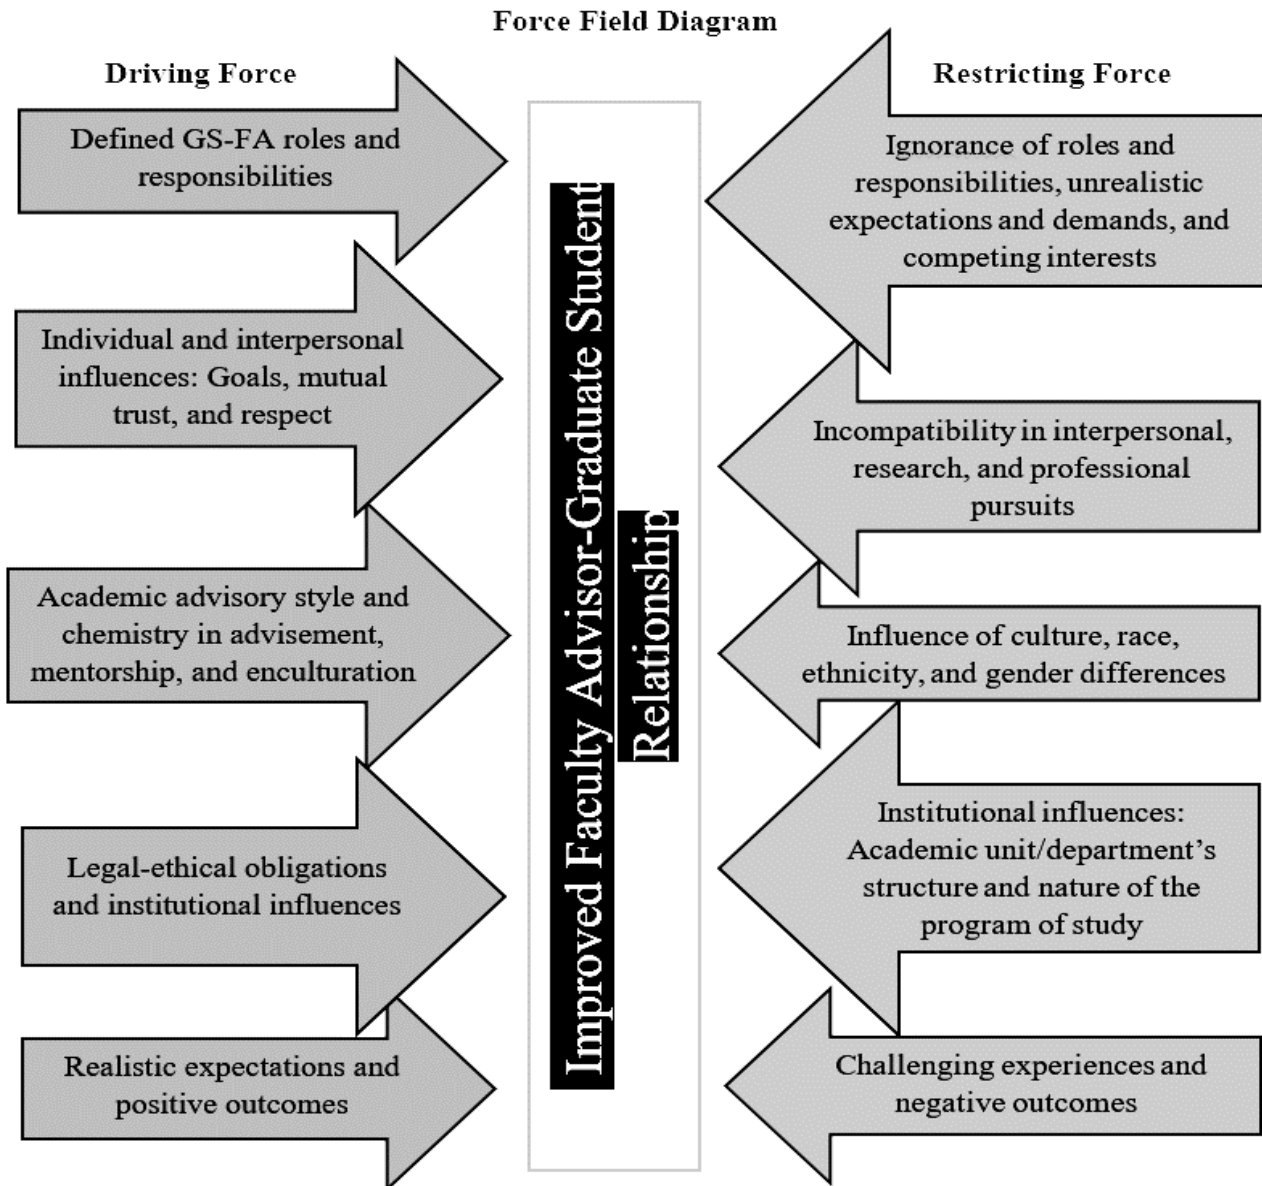 Force Field Diagram
Driving Force
Defined GS-FA roles and
responsibilities
Individual and interpersonal
influences: Goals, mutual
trust, and respect
Academic advisory style and
chemistry in advisement,
mentorship, and enculturation
Legal-ethical obligations
and institutional influences
Realistic expectations and
positive outcomes
Improved Faculty Advisor-Graduate Student
Relationship
Restricting Force
Ignorance of roles and
responsibilities, unrealistic
expectations and demands, and
competing interests
Incompatibility in interpersonal,
research, and professional
pursuits
Influence of culture, race,
ethnicity, and gender differences
Institutional influences:
Academic unit/department’s
structure and nature of the
program of study
Challenging experiences and
negative outcomes